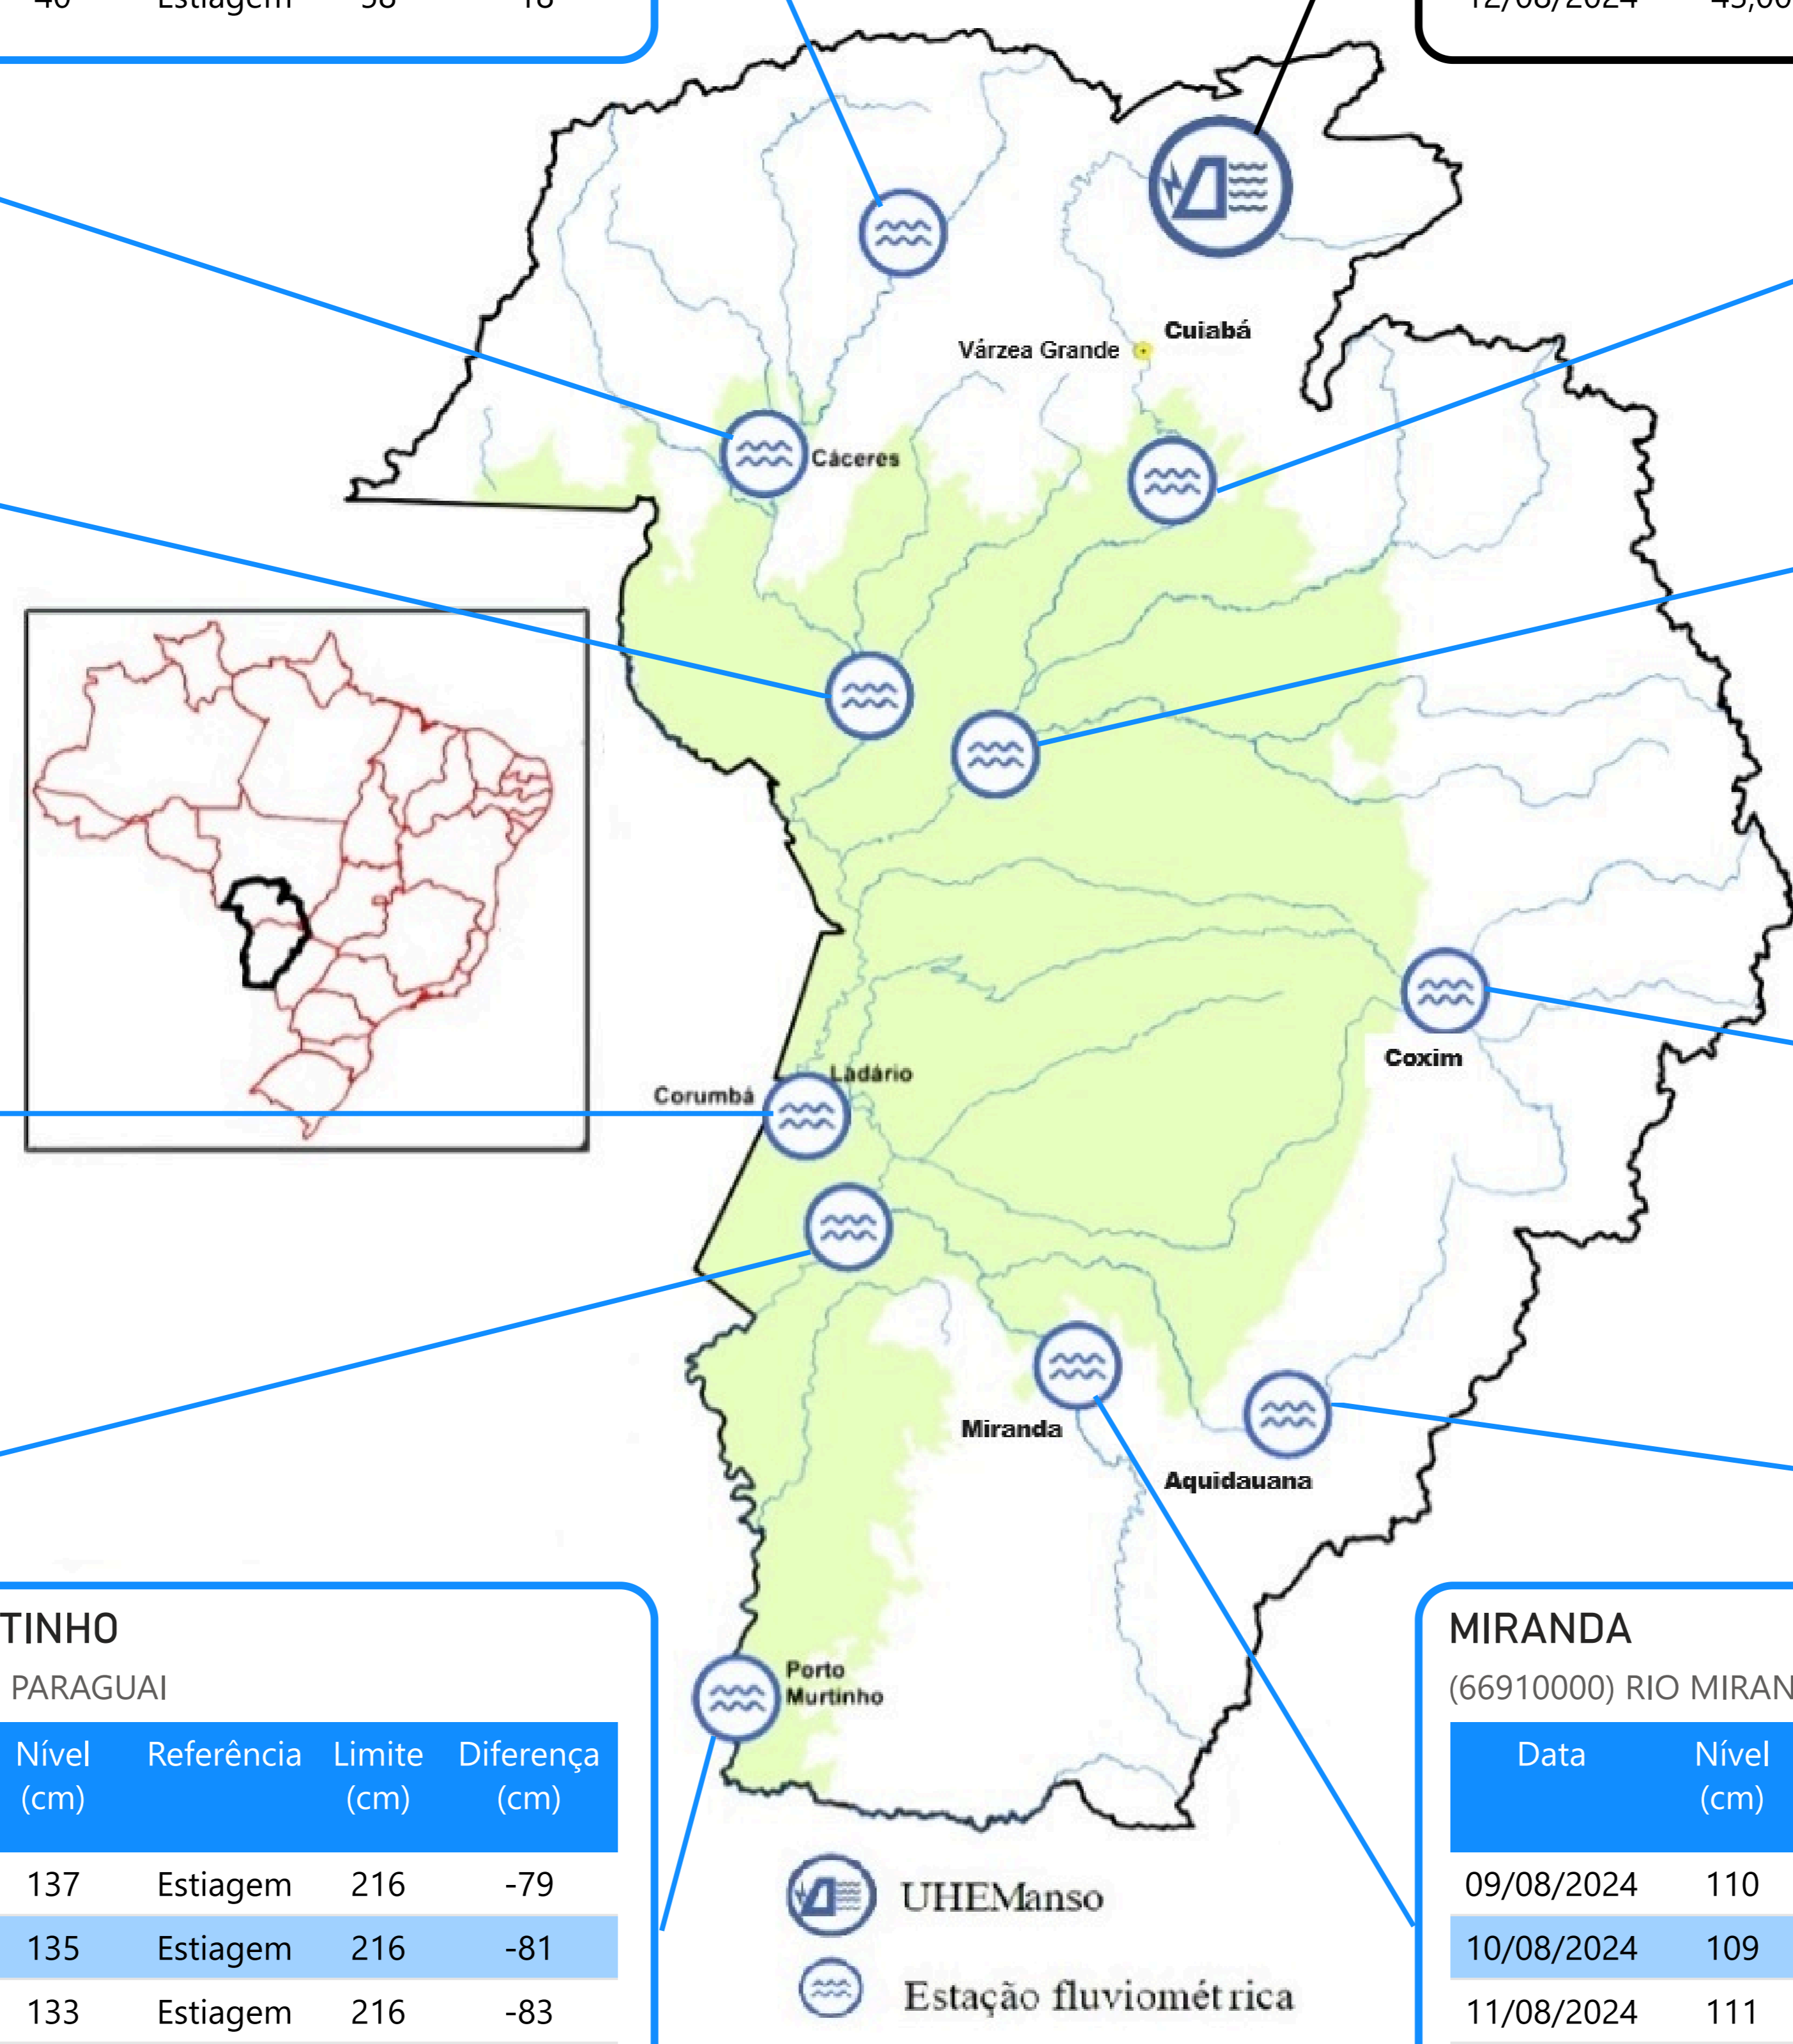 Cuiabá
Várzea Grande
Cáceres
Coxim
Ladário
Corumbá
Miranda
Aquidauana
TINHO
PARAGUAI
Nível Referência Limite Diferença
(cm) (cm) (cm)
137 Estiagem 216 -79
135 Estiagem 216 -81
133 Estiagem 216 -83
Porto
Murtinho
UHEManso
Estação fluviométrica
MIRANDA
(66910000) RIO MIRAN
Data Nível
(cm)
09/08/2024 110
10/08/2024 109
11/08/2024 111